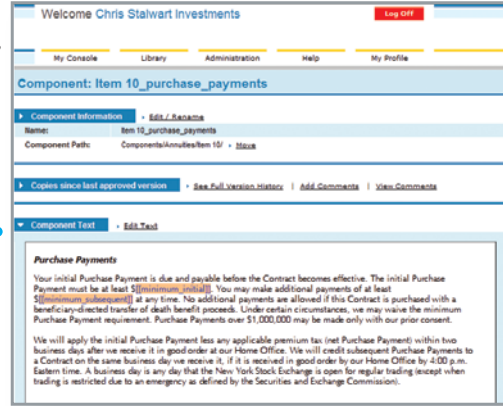 Welcome Chris Stalwart Investments
Log Off
My Console Library Administration Help My Profile
Component: Item 10_purchase_payments
Component Information Edit / Rename
Name: Item 10_purchase_payments
Component Path: Components/Annuities/Item 10/ Move
Copies since last approved version See Full Version History | Add Comments | View Comments
Component Text Edit Text
Purchase Payments
Your initial Purchase Payment is due and payable before the Contract becomes effective. The initial Purchase
Payment must be at least $[[minimum_initial]]. You may make additional payments of at least
$[[minimum_subsequent]] at any time. No additional payments are allowed if this Contract is purchased with a
beneficiary-directed transfer of death benefit proceeds. Under certain circumstances, we may waive the minimum
Purchase Payment requirement. Purchase Payments over $1,000,000 may be made only with our prior consent.
We will apply the initial Purchase Payment less any applicable premium tax (net Purchase Payment) within two
business days after we receive it in good order at our Home Office. We will credit subsequent Purchase Payments to
a Contract on the same business day we receive it, if it is received in good order by our Home Office by 4:00 p.m.
Eastern time. A business day is any day that the New York Stock Exchange is open for regular trading (except when
trading is restricted due to an emergency as defined by the Securities and Exchange Commission).